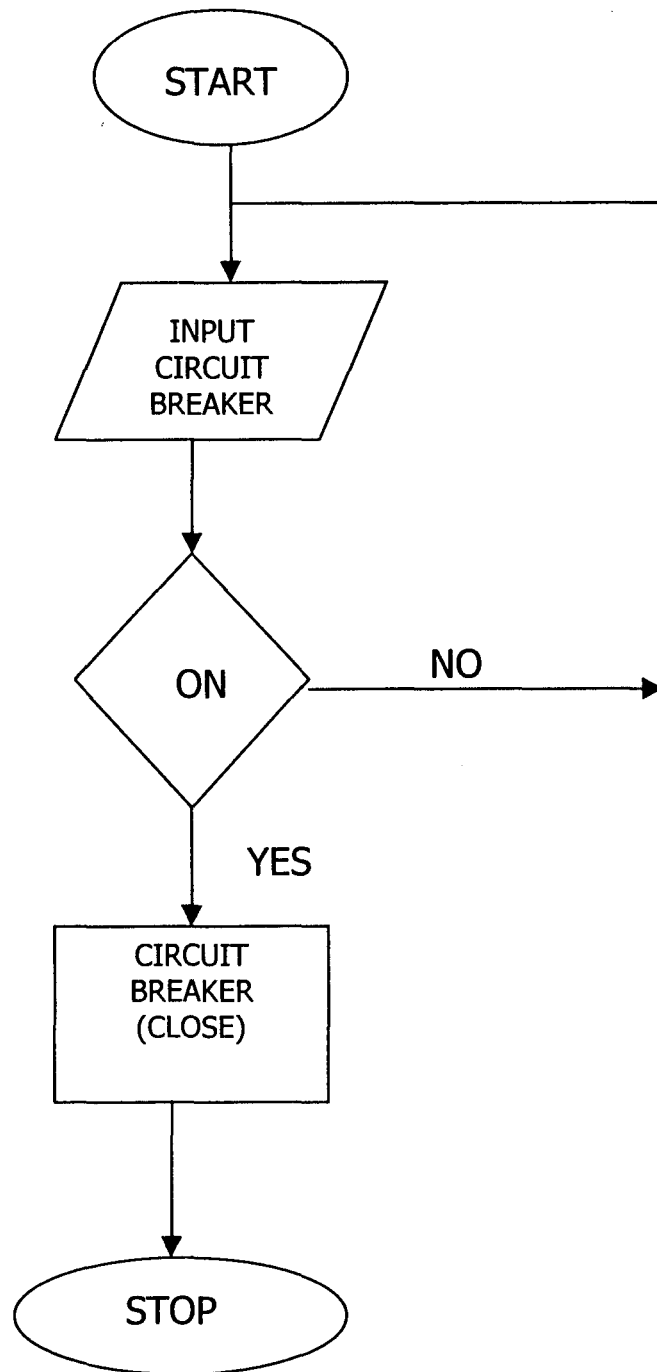 START
INPUT
CIRCUIT
BREAKER
ON
NO
YES
CIRCUIT
BREAKER
(CLOSE)
STOP